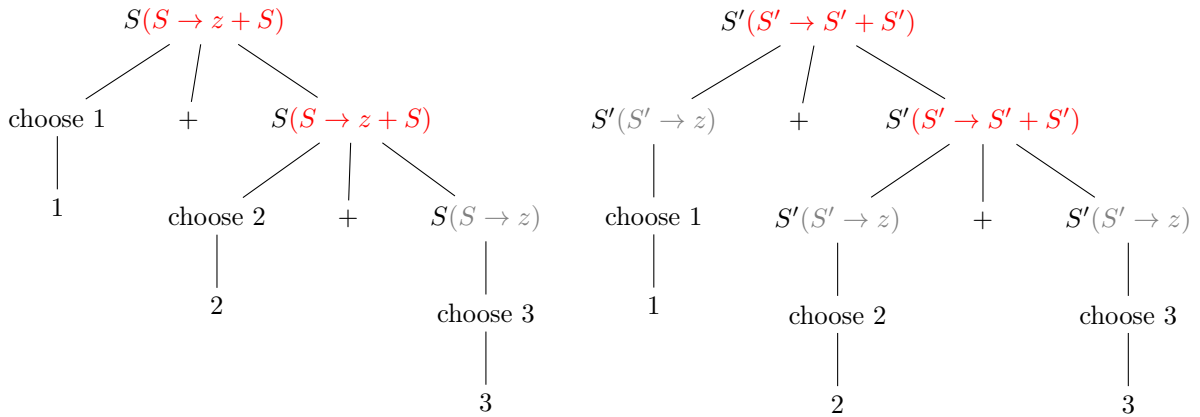 S(S → z + S)
choose 1 + S(S → z + S)
1 choose 2 + S(S → z)
2 choose 3
3
S′(S′ → S′ + S′)
S′(S′ → z) + S′(S′ → S′ + S′)
choose 1 S′(S′ → z) + S′(S′ → z)
1 choose 2 choose 3
2 3